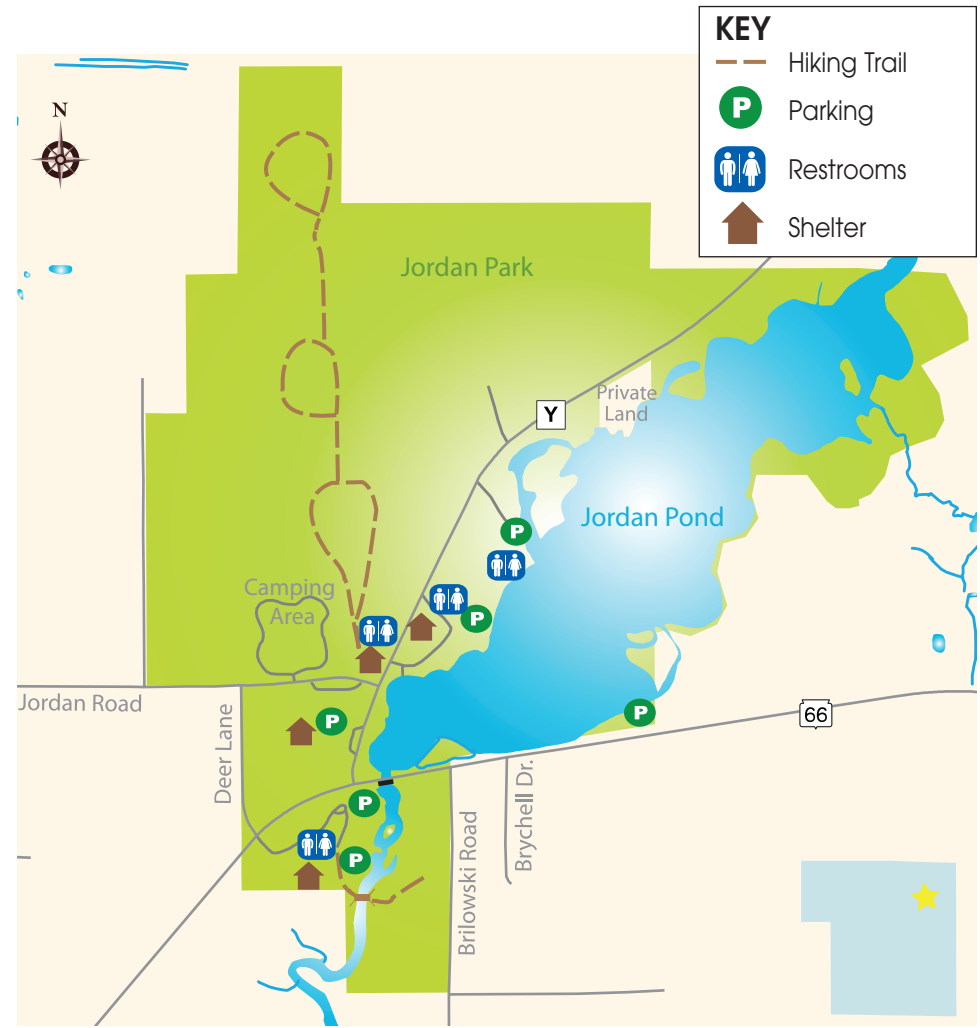 KEY
Hiking Trail
P Parking
Restrooms
Shelter
N
Jordan Park
Private
Land
Y
Jordan Pond
P
Camping
Area
P
Jordan Road
Deer Lane
P
P
66
P
P
Brilowski Road
Brychell Dr.